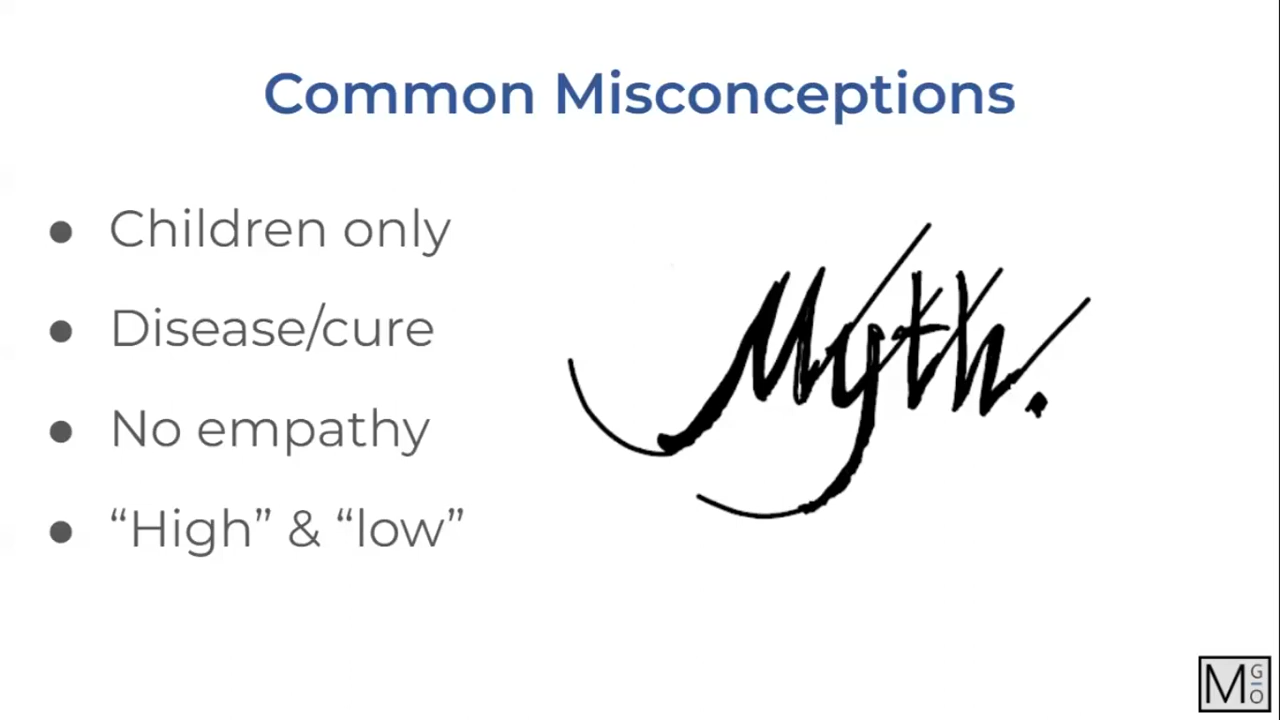 Common Misconceptions
● Children only
● Disease/cure
● No empathy
● “High” & “low”
Myth.
MGO